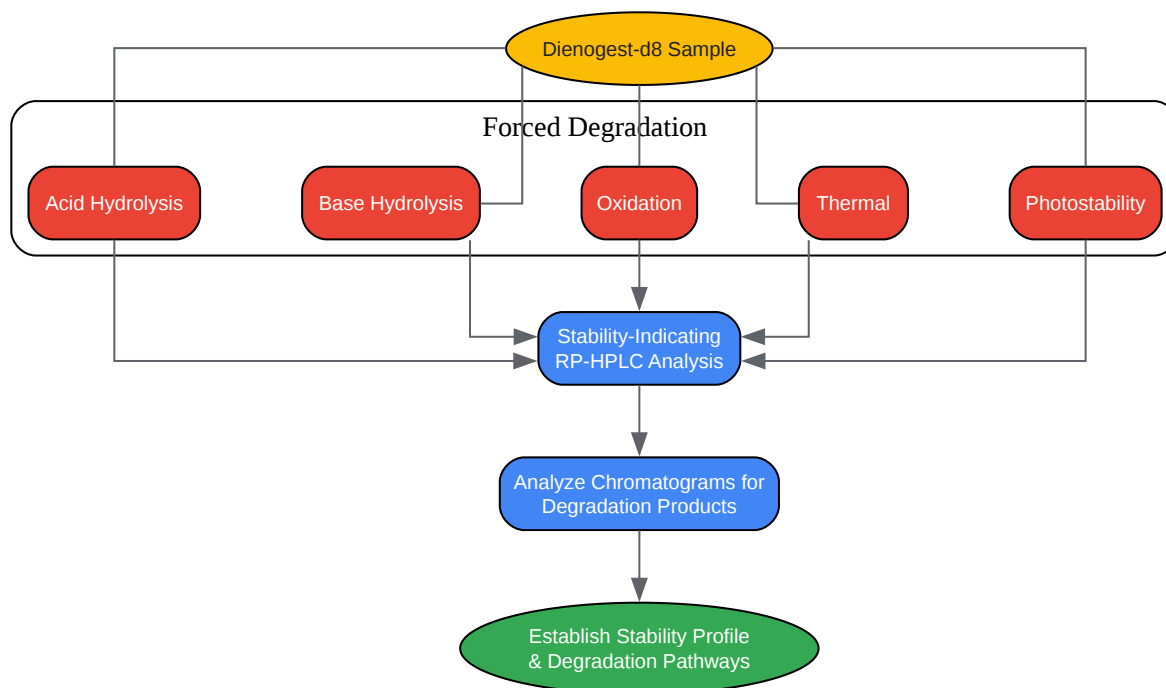 Dienogest-d8 Sample
Forced Degradation
Acid Hydrolysis
Base Hydrolysis
Oxidation
Thermal
Photostability
Stability-Indicating
RP-HPLC Analysis
Analyze Chromatograms for
Degradation Products
Establish Stability Profile
& Degradation Pathways